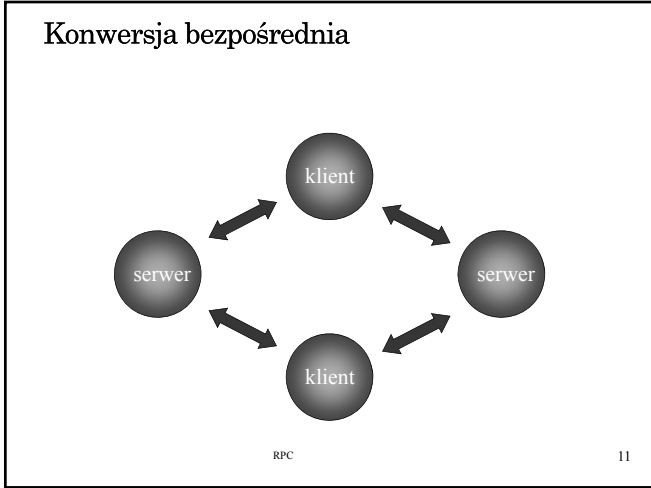 Konwersja bezpośrednia
klient
serwer
serwer
klient
RPC
11